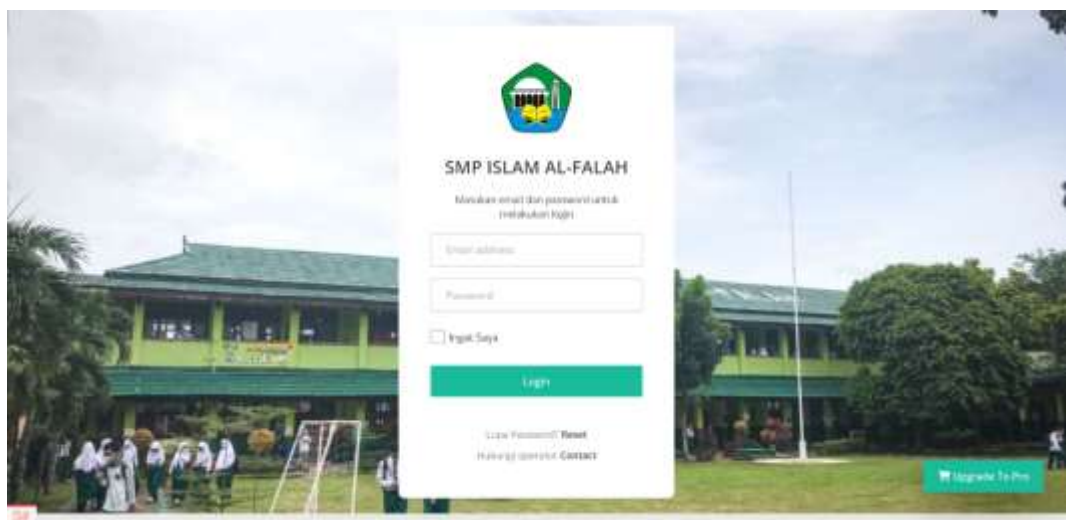 SMP ISLAM AL-FALAH
Masukan email dan password untuk
melakukan login
Email address
Password
Ingat Saya
Login
Lupa Password? Reset
Hubungi operator Contact
Upgrade To Pro